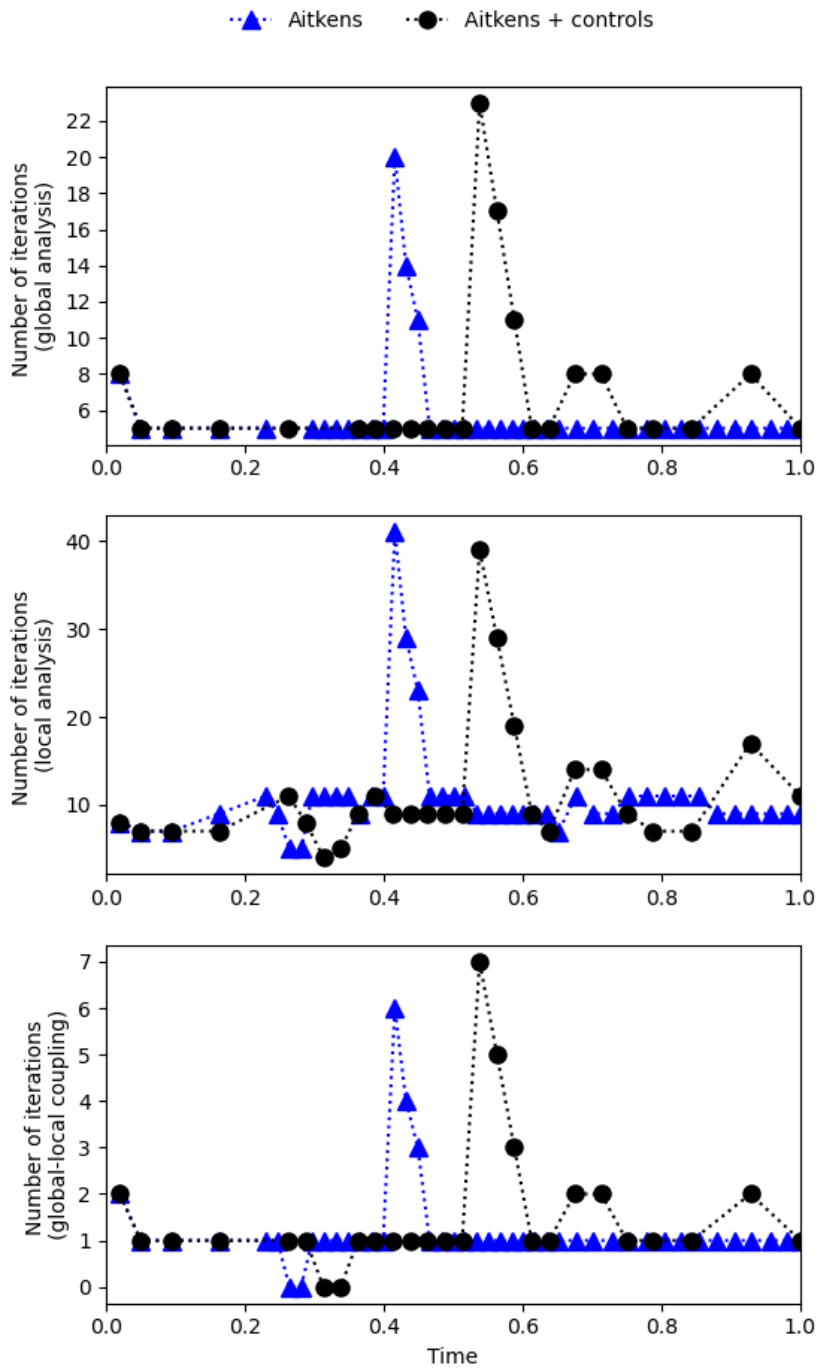 Aitkens
Aitkens + controls
Number of iterations
(global analysis)
22
20
18
16
14
12
10
8
6
0.0 0.2 0.4 0.6 0.8 1.0
Number of iterations
(local analysis)
40
30
20
10
0.0 0.2 0.4 0.6 0.8 1.0
Number of iterations
(global-local coupling)
7
6
5
4
3
2
1
0
0.0 0.2 0.4 0.6 0.8 1.0
Time